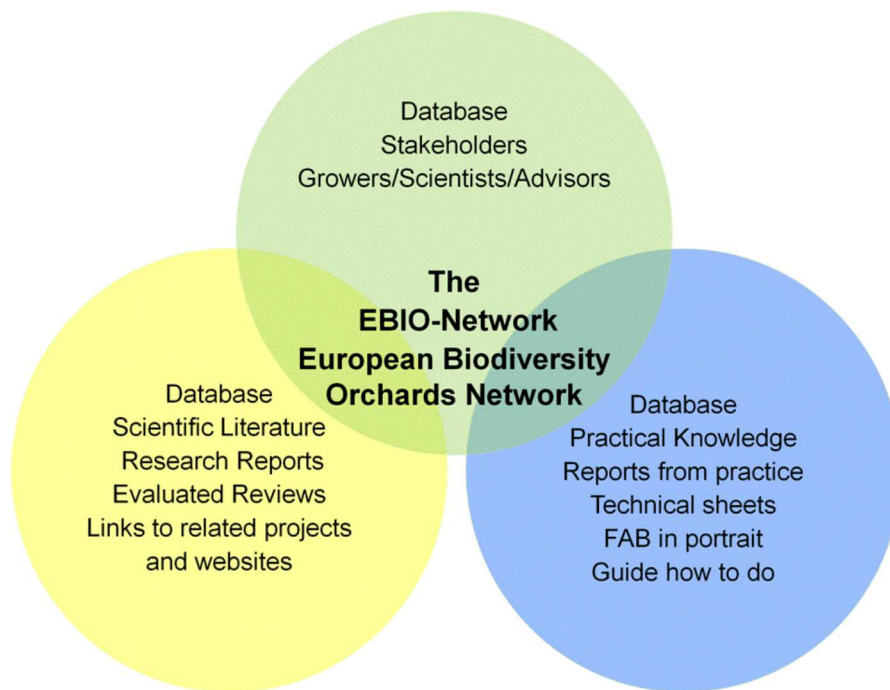 Database
Stakeholders
Growers/Scientists/Advisors
The
EBIO-Network
European Biodiversity
Orchards Network
Database
Scientific Literature
Research Reports
Evaluated Reviews
Links to related projects
and websites
Database
Practical Knowledge
Reports from practice
Technical sheets
FAB in portrait
Guide how to do